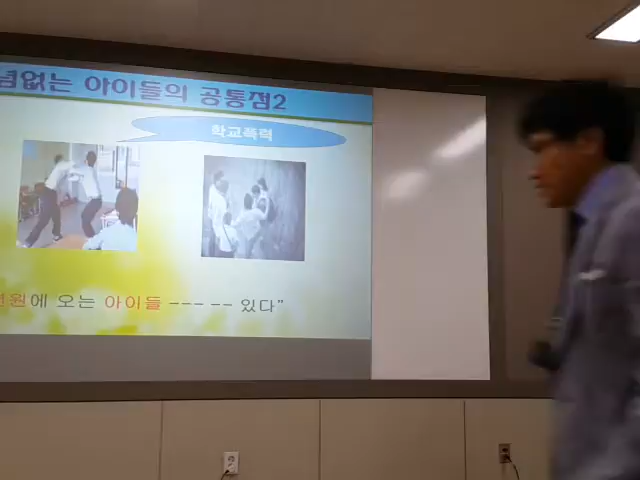 념없는 아이들의 공통점2
학교폭력
원에 오는 아이들 --- -- 있다"